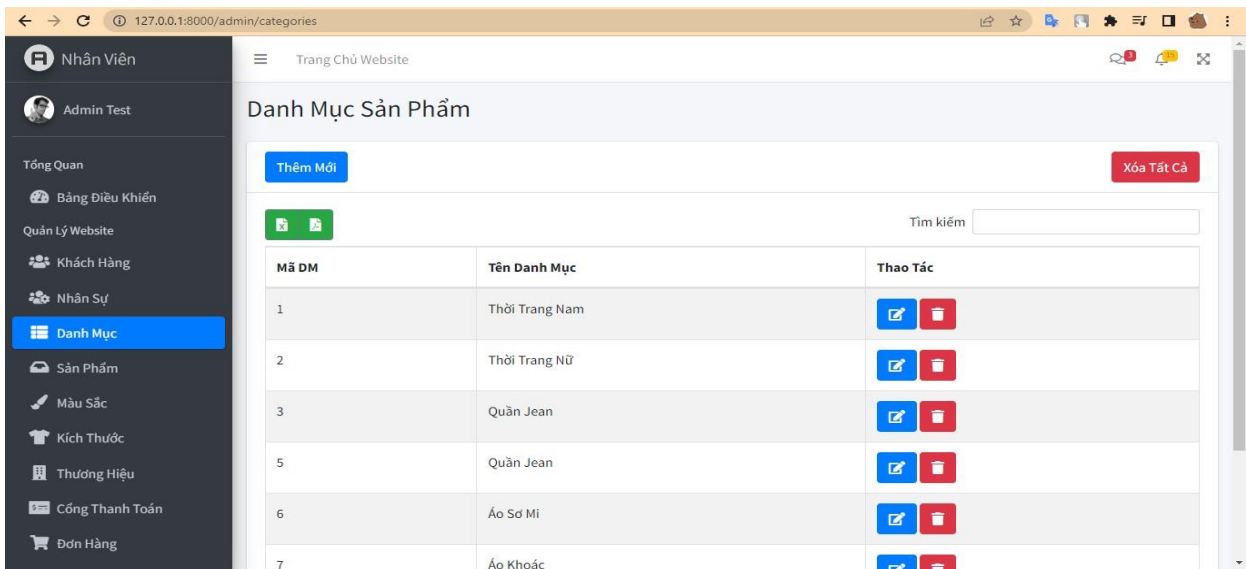 127.0.0.1:8000/admin/categories
Nhân Viên
Trang Chủ Website
3
15
Admin Test
Danh Mục Sản Phẩm
Tổng Quan
Thêm Mới
Xóa Tất Cả
Bảng Điều Khiển
Quản Lý Website
Tìm kiếm
Khách Hàng
Mã DM
Tên Danh Mục
Thao Tác
Nhân Sự
1
Thời Trang Nam
Danh Mục
2
Thời Trang Nữ
Sản Phẩm
Màu Sắc
3
Quần Jean
Kích Thước
5
Quần Jean
Thương Hiệu
Cổng Thanh Toán
6
Áo Sơ Mi
Đơn Hàng
7
Áo Khoác